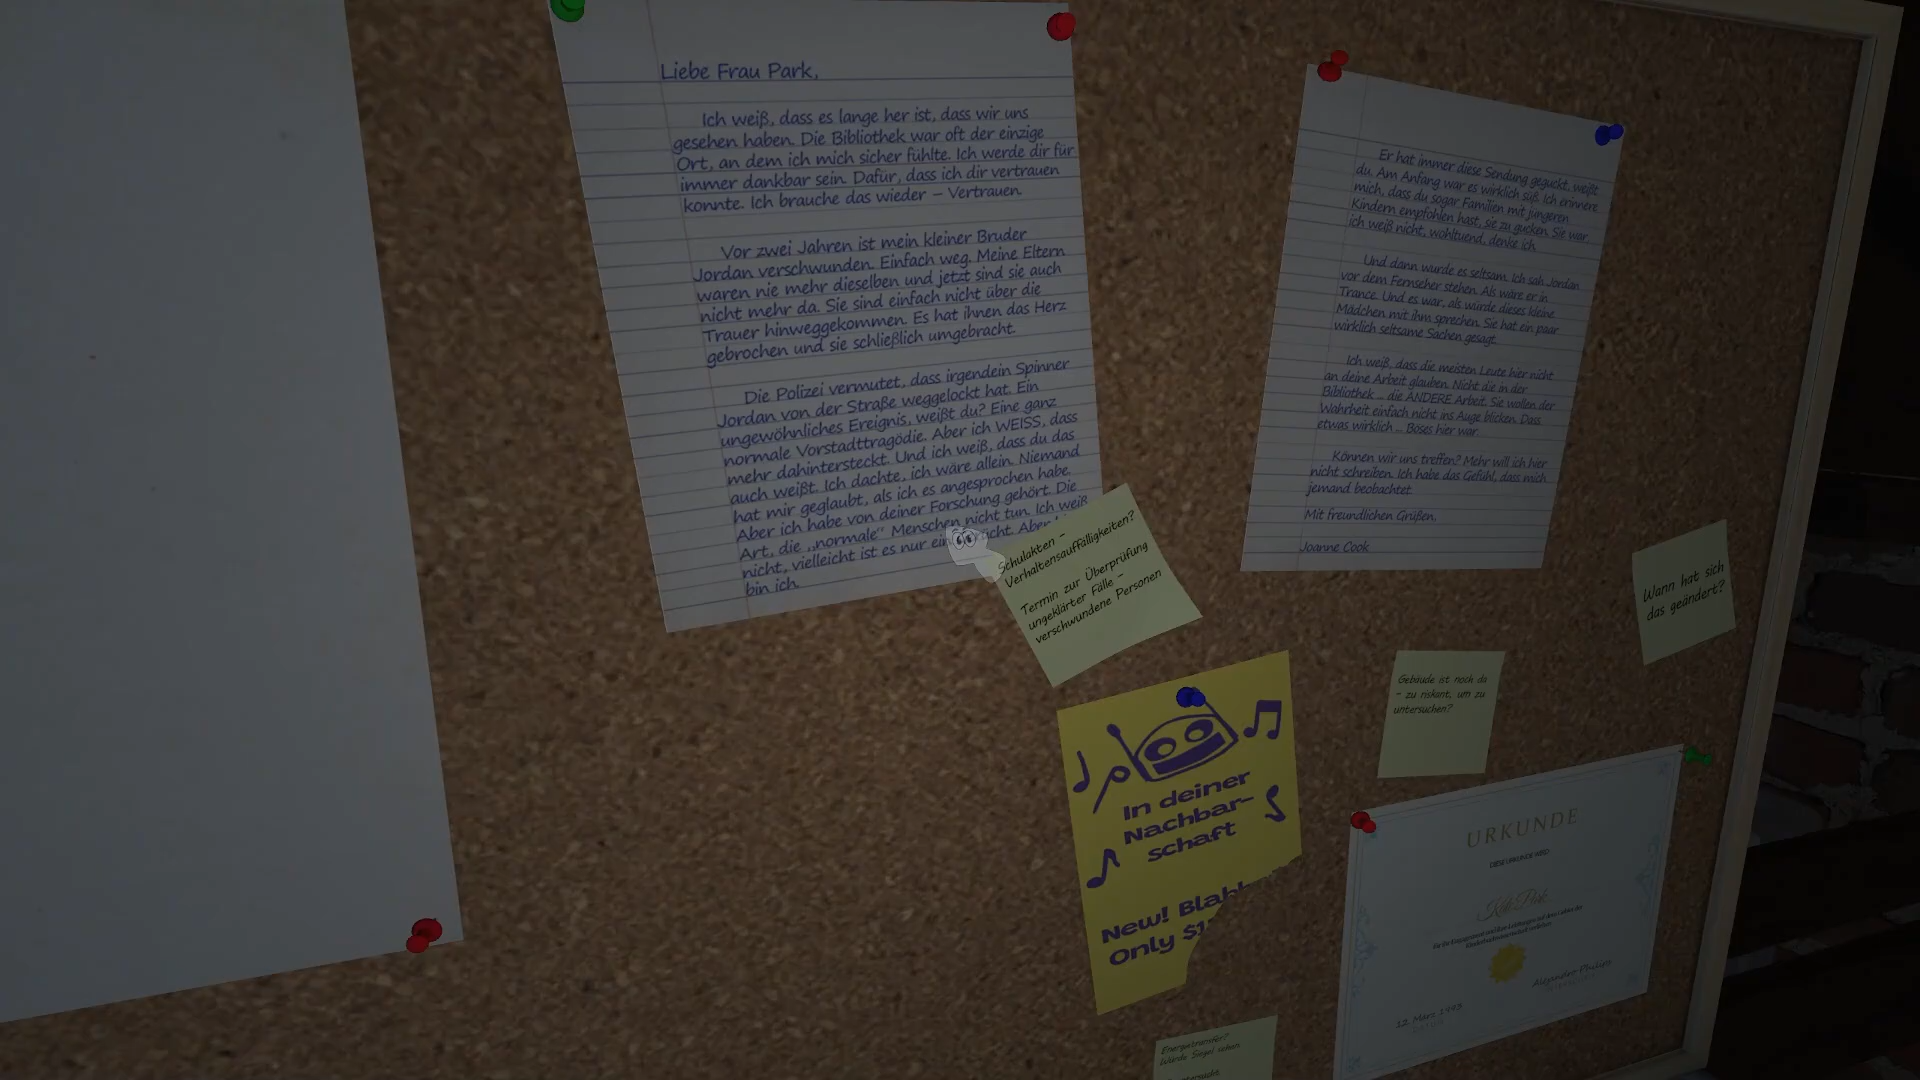 Liebe Frau Park,
Ich weiß, dass es lange her ist, dass wir uns
gesehen haben. Die Bibliothek war oft der einzige
Ort, an dem ich mich sicher fühlte. Ich werde dir für
immer dankbar sein. Dafür, dass ich dir vertrauen
konnte. Ich brauche das wieder – Vertrauen.
Vor zwei Jahren ist mein kleiner Bruder
Jordan verschwunden. Einfach weg. Meine Eltern
waren nie mehr dieselben und jetzt sind sie auch
nicht mehr da. Sie sind einfach nicht über die
Trauer hinweggekommen. Es hat ihnen das Herz
gebrochen und sie schließlich umgebracht.
Die Polizei vermutet, dass irgendein Spinner
Jordan von der Straße weggelockt hat. Ein
ungewöhnliches Ereignis, weißt du? Eine ganz
normale Vorstadttragödie. Aber ich WEISS, dass
mehr dahintersteckt. Und ich weiß, dass du das
auch weißt. Ich dachte, ich wäre allein. Niemand
hat mir geglaubt, als ich es angesprochen habe.
Aber ich habe von deiner Forschung gehört. Die
Art, die „normale" Menschen nicht tun. Ich weiß
nicht, vielleicht ist es nur ein
bin ich.
Er hat immer diese Sendung geguckt, weißt
du. Am Anfang war es wirklich süß. Ich erinnere
mich, dass du sogar Familien mit jüngeren
Kindern empfohlen hast, sie zu gucken. Sie war,
ich weiß nicht, wohltuend, denke ich.
Und dann wurde es seltsam. Ich sah Jordan
vor dem Fernseher stehen. Als wäre er in
Trance. Und es war, als würde dieses kleine
Mädchen mit ihm sprechen. Sie hat ein paar
wirklich seltsame Sachen gesagt.
Ich weiß, dass die meisten Leute hier nicht
an deine Arbeit glauben. Nicht die in der
Bibliothek ... die ANDERE Arbeit. Sie wollen der
Wahrheit einfach nicht ins Auge blicken. Dass
etwas wirklich ... Böses hier war.
Können wir uns treffen? Mehr will ich hier
nicht schreiben. Ich habe das Gefühl, dass mich
jemand beobachtet.
Mit freundlichen Grüßen,
Joanne Cook
Schulakten –
Verhaltensauffälligkeiten?
Termin zur Überprüfung
ungeklärter Fälle –
verschwundene Personen
Wann hat sich
das geändert?
Gebäude ist noch da
– zu riskant, um zu
untersuchen?
In deiner
Nachbar-
schaft
New!
Only
URKUNDE
DIESE URKUNDE WIRD
12. März 1993
Energietransfer?
Würde Siegel sehen